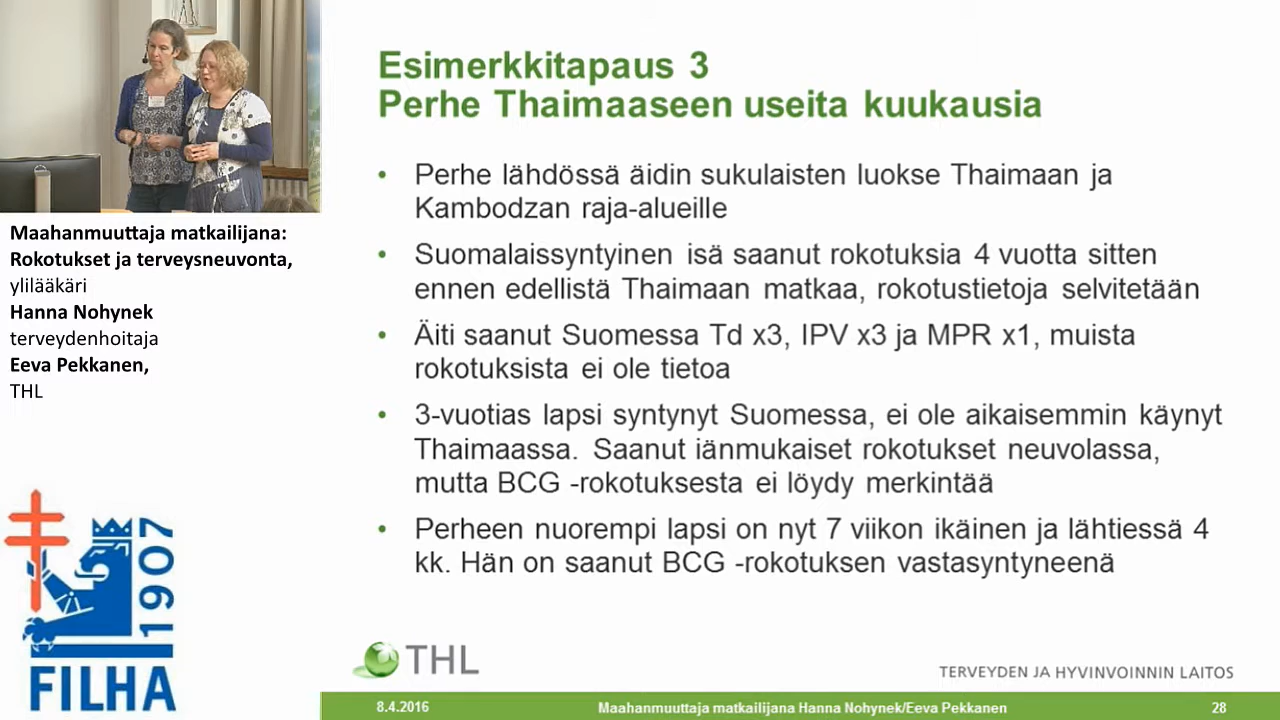 Esimerkkitapaus 3
Perhe Thaimaaseen useita kuukausia
• Perhe lähdössä äidin sukulaisten luokse Thaimaan ja
Kambodzan raja-alueille
• Suomalaissyntyinen isä saanut rokotuksia 4 vuotta sitten
ennen edellistä Thaimaan matkaa, rokotustietoja selvitetään
• Äiti saanut Suomessa Td x3, IPV x3 ja MPR x1, muista
rokotuksista ei ole tietoa
• 3-vuotias lapsi syntynyt Suomessa, ei ole aikaisemmin käynyt
Thaimaassa. Saanut iänmukaiset rokotukset neuvolassa,
mutta BCG -rokotuksesta ei löydy merkintää
• Perheen nuorempi lapsi on nyt 7 viikon ikäinen ja lähtiessä 4
kk. Hän on saanut BCG -rokotuksen vastasyntyneenä
Maahanmuuttaja matkailijana:
Rokotukset ja terveysneuvonta,
ylilääkäri
Hanna Nohynek
terveydenhoitaja
Eeva Pekkanen,
THL
1907
FILHA
THL
TERVEYDEN JA HYVINVOINNIN LAITOS
8.4.2016
Maahanmuuttaja matkailijana Hanna Nohynek/Eeva Pekkanen
28